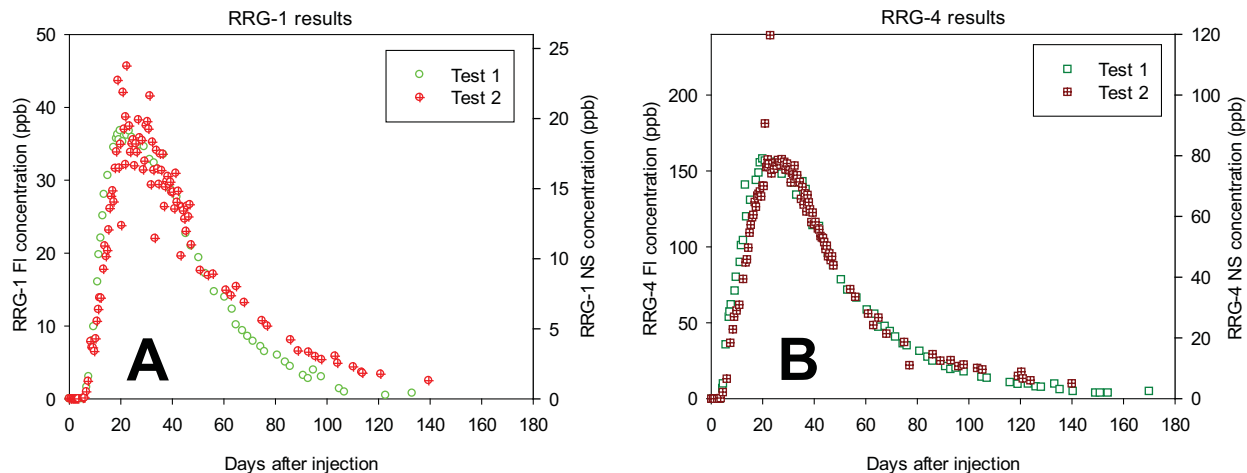 RRG-1 results
RRG-1 FI concentration (ppb)
50
40
30
20
10
0
25
20
15
10
5
0
RRG-1 NS concentration (ppb)
Test 1
Test 2
A
0 20 40 60 80 100 120 140 160
Days after injection
RRG-4 results
RRG-4 FI concentration (ppb)
200
150
100
50
0
120
100
80
60
40
20
0
RRG-4 NS concentration (ppb)
Test 1
Test 2
B
0 20 40 60 80 100 120 140 160 180
Days after injection